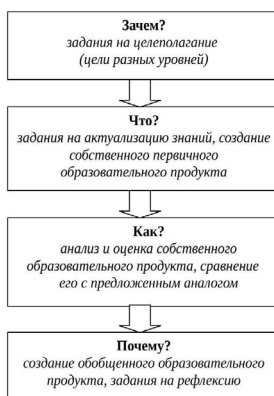 Зачем?
задания на целеполагание
(цели разных уровней)
Что?
задания на актуализацию знаний, создание
собственного первичного
образовательного продукта
Как?
анализ и оценка собственного
образовательного продукта, сравнение
его с предложенным аналогом
Почему?
создание обобщенного образовательного
продукта, задания на рефлексию